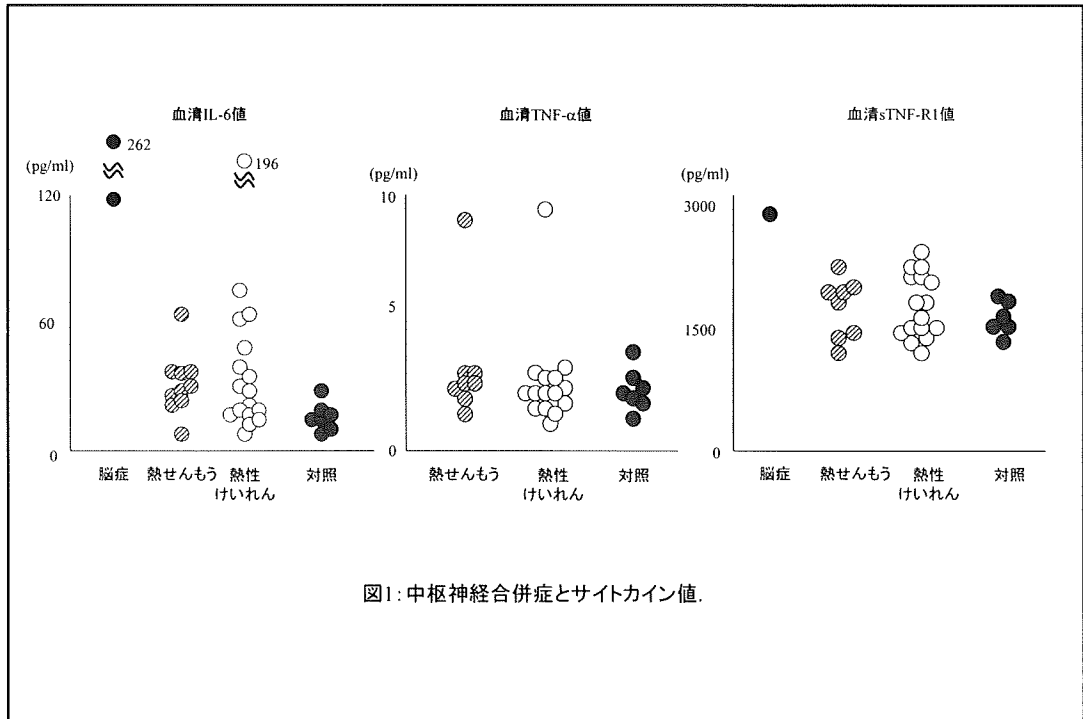 血清IL-6値
262
196
(pg/ml)
120
60
0
脳症
熱せんもう
熱性
けいれん
対照
血清TNF-α値
(pg/ml)
10
5
0
熱せんもう
熱性
けいれん
対照
血清sTNF-R1値
(pg/ml)
3000
1500
0
脳症
熱せんもう
熱性
けいれん
対照
図1:中枢神経合併症とサイトカイン値.